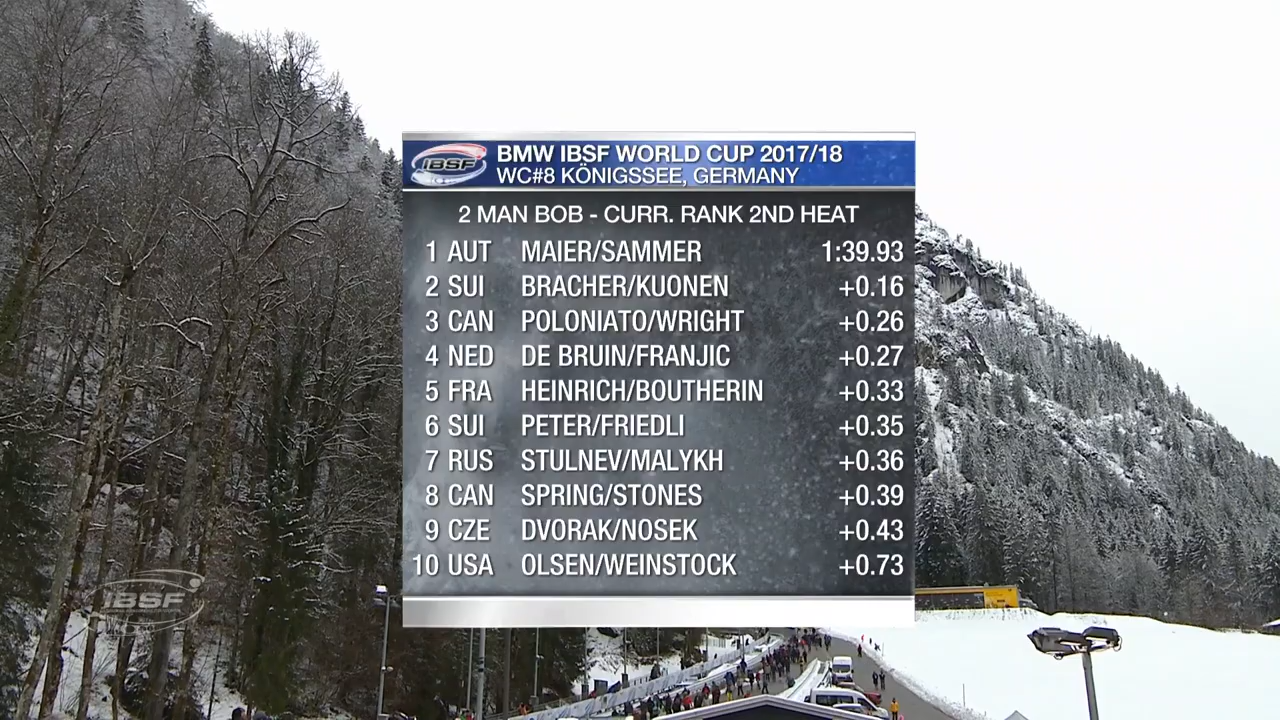 IBSF
BMW IBSF WORLD CUP 2017/18
WC#8 KÖNIGSSEE, GERMANY
2 MAN BOB - CURR. RANK 2ND HEAT
1 AUT MAIER/SAMMER 1:39.93
2 SUI BRACHER/KUONEN +0.16
3 CAN POLONIATO/WRIGHT +0.26
4 NED DE BRUIN/FRANJIC +0.27
5 FRA HEINRICH/BOUTHERIN +0.33
6 SUI PETER/FRIEDLI +0.35
7 RUS STULNEV/MALYKH +0.36
8 CAN SPRING/STONES +0.39
9 CZE DVORAK/NOSEK +0.43
10 USA OLSEN/WEINSTOCK +0.73
IBSF